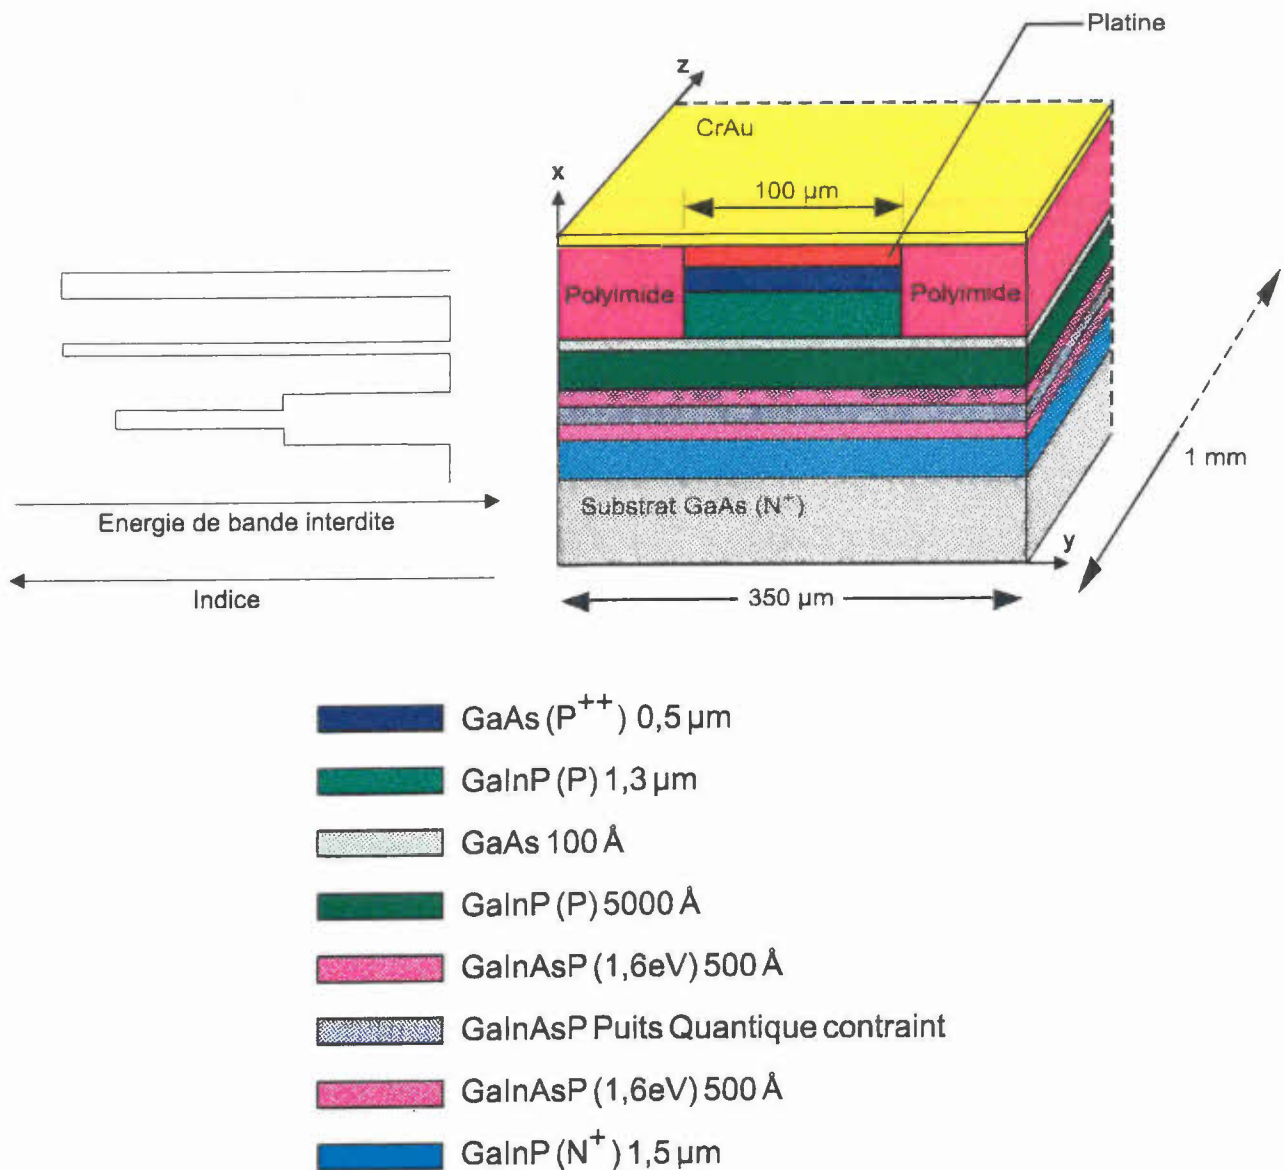 Platine
z
CrAu
x
100 µm
Polyimide
Polyimide
1 mm
Energie de bande interdite
Substrat GaAs (N+)
y
Indice
350 µm
GaAs (P++) 0,5 µm
GaInP (P) 1,3 µm
GaAs 100 Å
GaInP (P) 5000 Å
GaInAsP (1,6eV) 500 Å
GaInAsP Puits Quantique contraint
GaInAsP (1,6eV) 500 Å
GaInP (N+) 1,5 µm